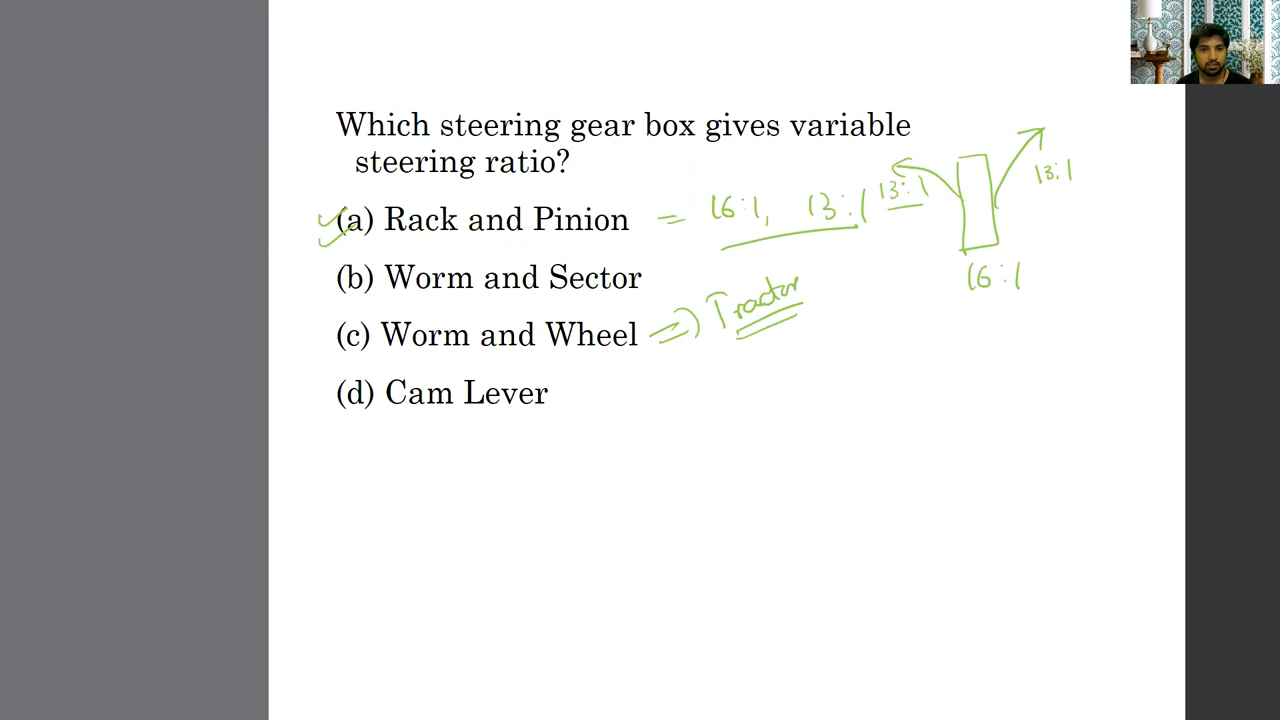 Which steering gear box gives variable
steering ratio?
(a) Rack and Pinion = 16:1, 13:1 13:1 13:1
16:1
(b) Worm and Sector
(c) Worm and Wheel => Tractor
(d) Cam Lever